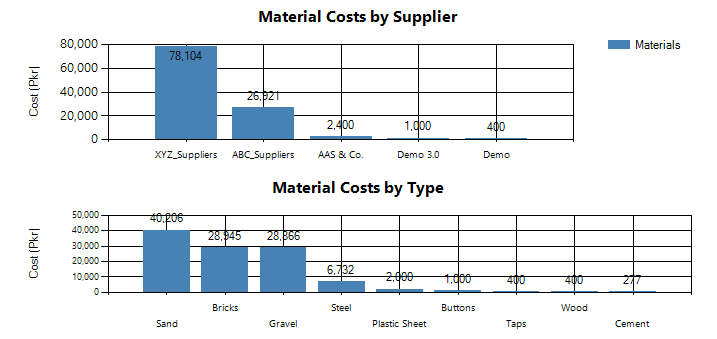 Material Costs by Supplier
Materials
Cost (Pkr)
80,000
60,000
40,000
20,000
0
78,104
26,921
2,400
1,000
400
XYZ_Suppliers
ABC_Suppliers
AAS & Co.
Demo 3.0
Demo
Material Costs by Type
Cost (Pkr)
50,000
40,000
30,000
20,000
10,000
0
40,206
28,945
28,866
6,732
2,000
1,000
400
400
277
Bricks
Steel
Buttons
Wood
Sand
Gravel
Plastic Sheet
Taps
Cement